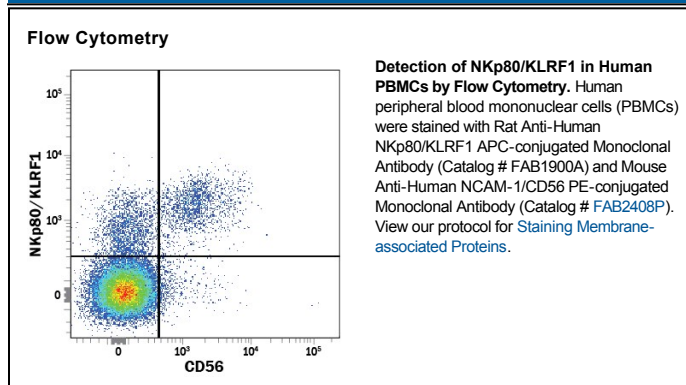 Flow Cytometry
Detection of NKp80/KLRF1 in Human
PBMCs by Flow Cytometry. Human
peripheral blood mononuclear cells (PBMCs)
were stained with Rat Anti-Human
NKp80/KLRF1 APC-conjugated Monoclonal
Antibody (Catalog # FAB1900A) and Mouse
Anti-Human NCAM-1/CD56 PE-conjugated
Monoclonal Antibody (Catalog # FAB2408P).
View our protocol for Staining Membrane-
associated Proteins.
NKp80/KLRF1
10⁵
10⁴
10³
0
0 10³ 10⁴ 10⁵
CD56